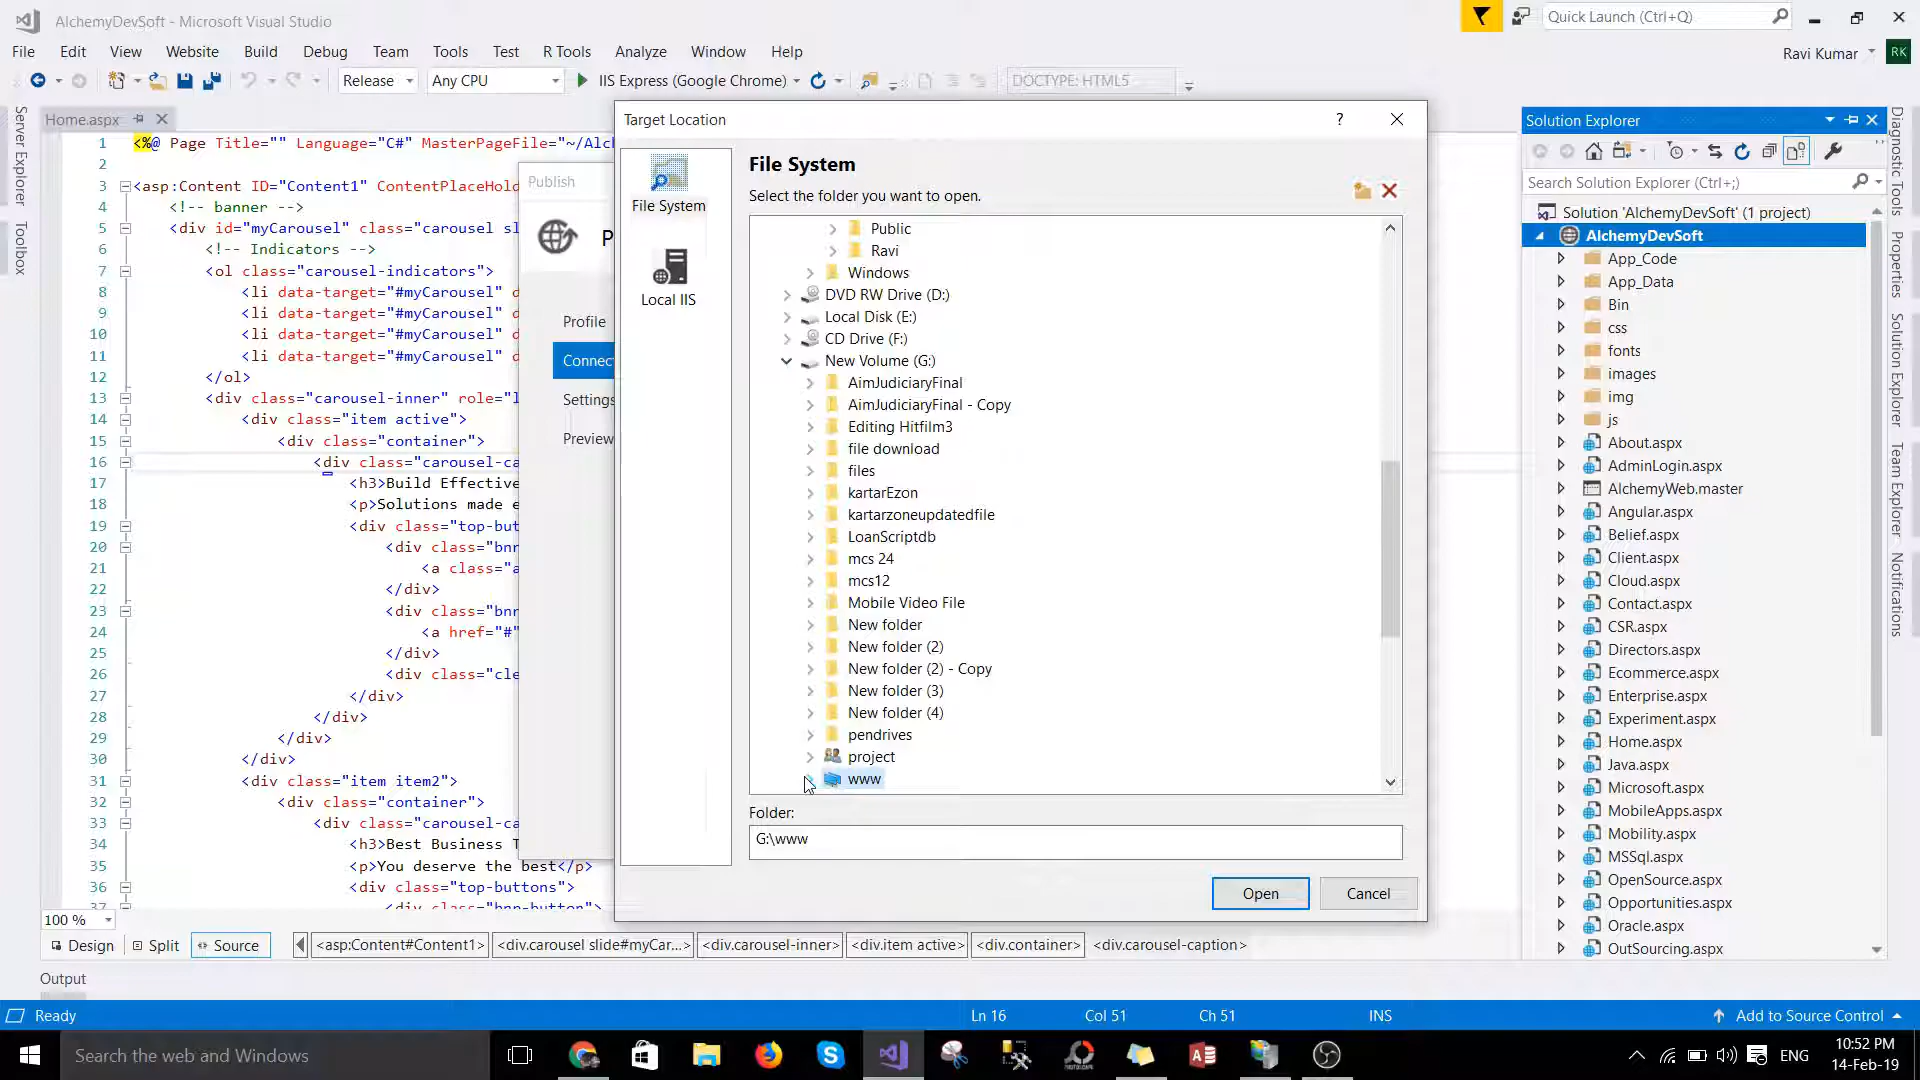 AlchemyDevSoft - Microsoft Visual Studio
Quick Launch (Ctrl+Q)
File Edit View Website Build Debug Team Tools Test R Tools Analyze Window Help
Ravi Kumar RK
Release Any CPU IIS Express (Google Chrome) DOCTYPE: HTML5
Server Explorer
Toolbox
Home.aspx
1 <%@ Page Title="" Language="C#" MasterPageFile="~/Alch
2
3 <asp:Content ID="Content1" ContentPlaceHold
4 <!-- banner -->
5 <div id="myCarousel" class="carousel sl
6 <!-- Indicators -->
7 <ol class="carousel-indicators">
8 <li data-target="#myCarousel" d
9 <li data-target="#myCarousel" d
10 <li data-target="#myCarousel" d
11 <li data-target="#myCarousel" d
12 </ol>
13 <div class="carousel-inner" role="l
14 <div class="item active">
15 <div class="container">
16 <div class="carousel-ca
17 <h3>Build Effective
18 <p>Solutions made e
19 <div class="top-but
20 <div class="bnr
21 <a class="a
22 </div>
23 <div class="bnr
24 <a href="#"
25 </div>
26 <div class="cle
27 </div>
28 </div>
29 </div>
30 </div>
31 <div class="item item2">
32 <div class="container">
33 <div class="carousel-ca
34 <h3>Best Business T
35 <p>You deserve the best</p>
36 <div class="top-buttons">
37 <div class="bnr-button">
Publish
P
Profile
Connec
Settings
Preview
Target Location
?
File System
Local IIS
File System
Select the folder you want to open.
Public
Ravi
Windows
DVD RW Drive (D:)
Local Disk (E:)
CD Drive (F:)
New Volume (G:)
AimJudiciaryFinal
AimJudiciaryFinal - Copy
Editing Hitfilm3
file download
files
kartarEzon
kartarzoneupdatedfile
LoanScriptdb
mcs 24
mcs12
Mobile Video File
New folder
New folder (2)
New folder (2) - Copy
New folder (3)
New folder (4)
pendrives
project
www
Folder:
G:\www
Open Cancel
Solution Explorer
Search Solution Explorer (Ctrl+;)
Solution 'AlchemyDevSoft' (1 project)
AlchemyDevSoft
App_Code
App_Data
Bin
css
fonts
images
img
js
About.aspx
AdminLogin.aspx
AlchemyWeb.master
Angular.aspx
Belief.aspx
Client.aspx
Cloud.aspx
Contact.aspx
CSR.aspx
Directors.aspx
Ecommerce.aspx
Enterprise.aspx
Experiment.aspx
Home.aspx
Java.aspx
Microsoft.aspx
MobileApps.aspx
Mobility.aspx
MSSql.aspx
OpenSource.aspx
Opportunities.aspx
Oracle.aspx
OutSourcing.aspx
Diagnostic Tools
Properties
Solution Explorer
Team Explorer
Notifications
100 %
Design Split Source <asp:Content#Content1> <div.carousel slide#myCar...> <div.carousel-inner> <div.item active> <div.container> <div.carousel-caption>
Output
Ready Ln 16 Col 51 Ch 51 INS Add to Source Control
Search the web and Windows
ENG
10:52 PM
14-Feb-19